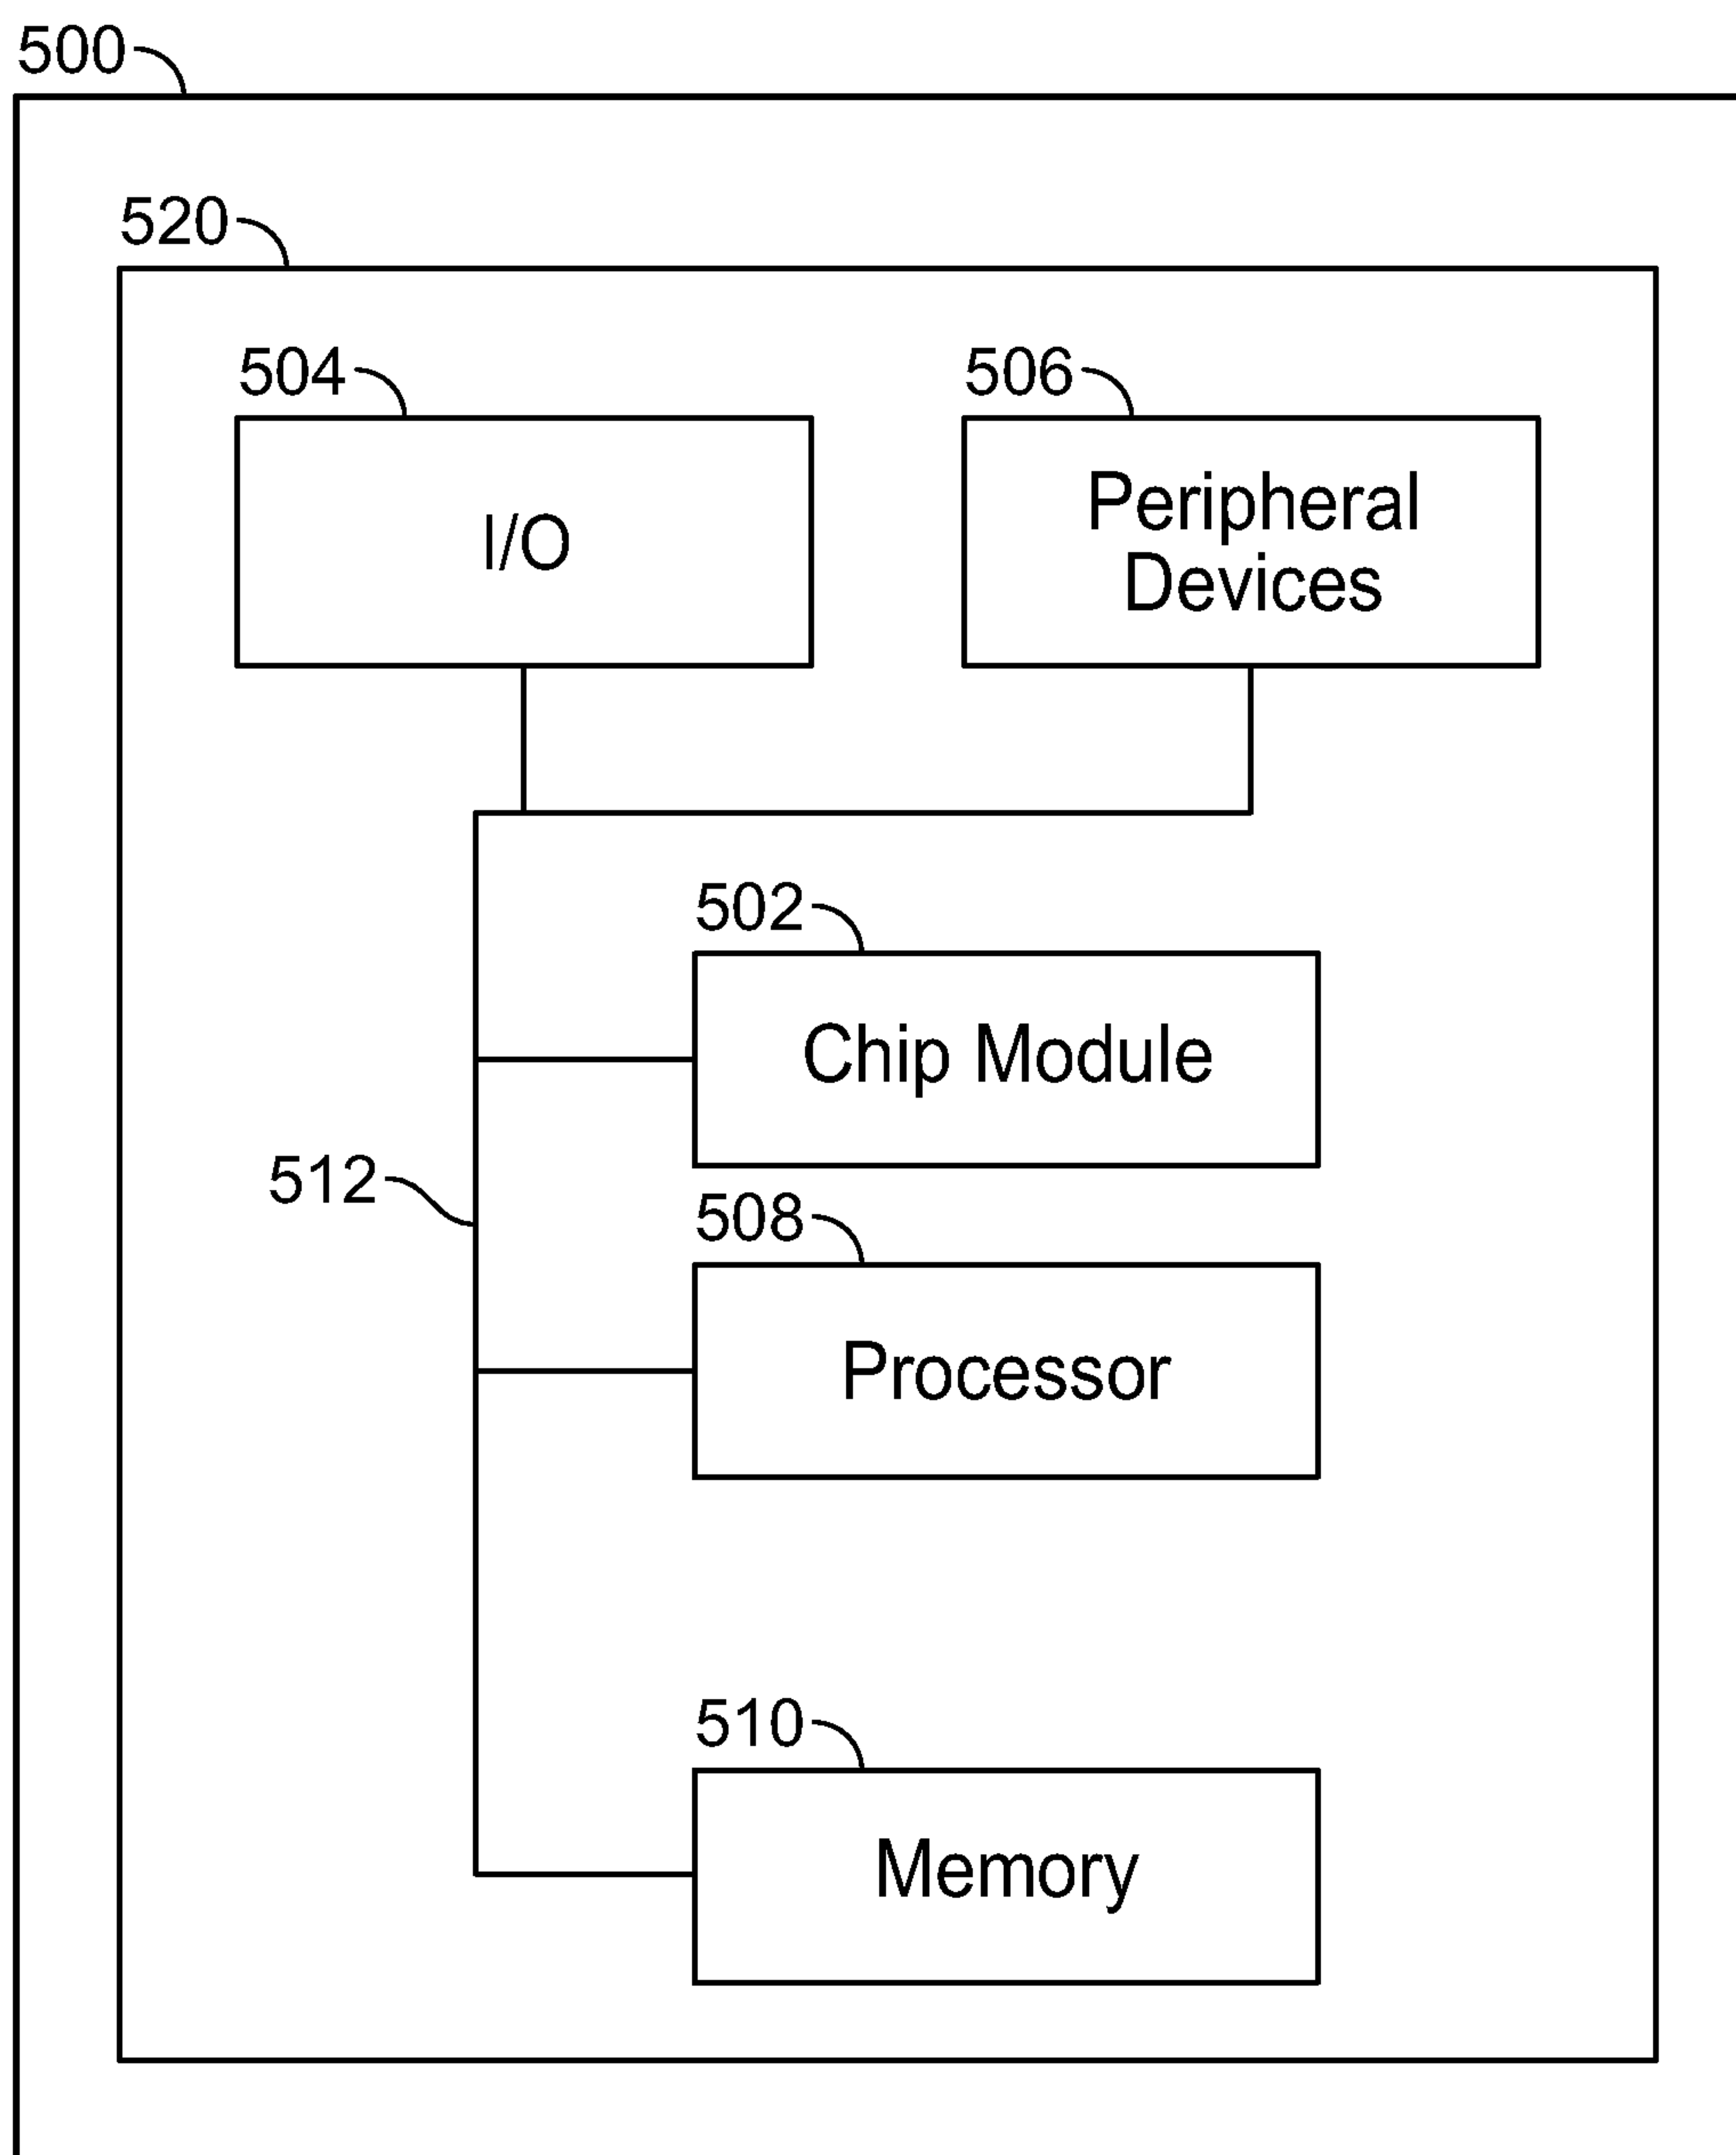 500
520
504
506
I/O
Peripheral
Devices
502
Chip Module
512
508
Processor
510
Memory